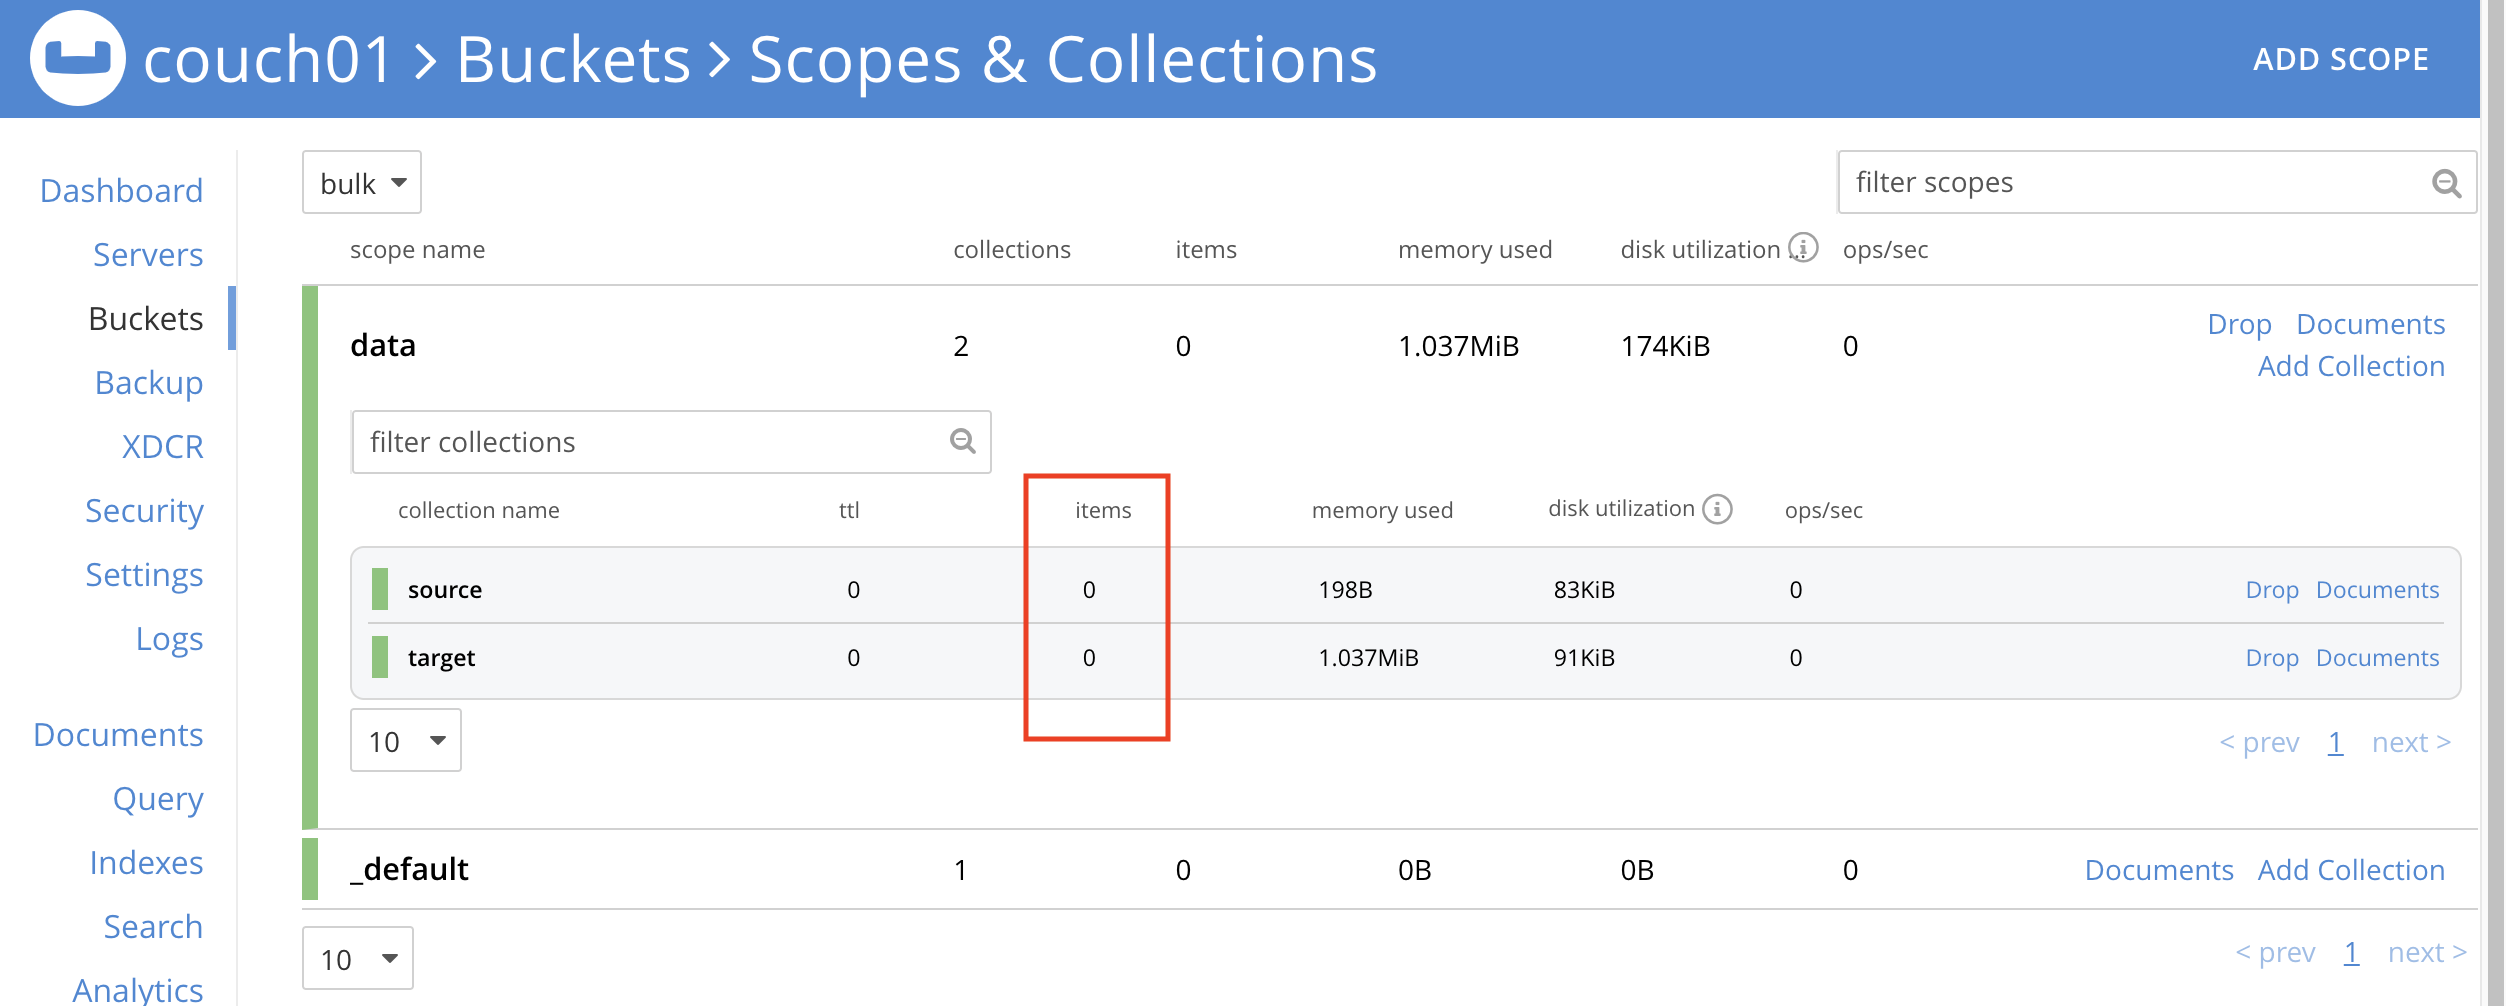 couch01 > Buckets > Scopes & Collections
ADD SCOPE
Dashboard
Servers
Buckets
Backup
XDCR
Security
Settings
Logs
Documents
Query
Indexes
Search
Analytics
bulk
filter scopes
scope name collections items memory used disk utilization ... ops/sec
data 2 0 1.037MiB 174KiB 0 Drop Documents
Add Collection
filter collections
collection name ttl items memory used disk utilization ops/sec
source 0 0 198B 83KiB 0 Drop Documents
target 0 0 1.037MiB 91KiB 0 Drop Documents
10
< prev 1 next >
_default 1 0 0B 0B 0 Documents Add Collection
10
< prev 1 next >